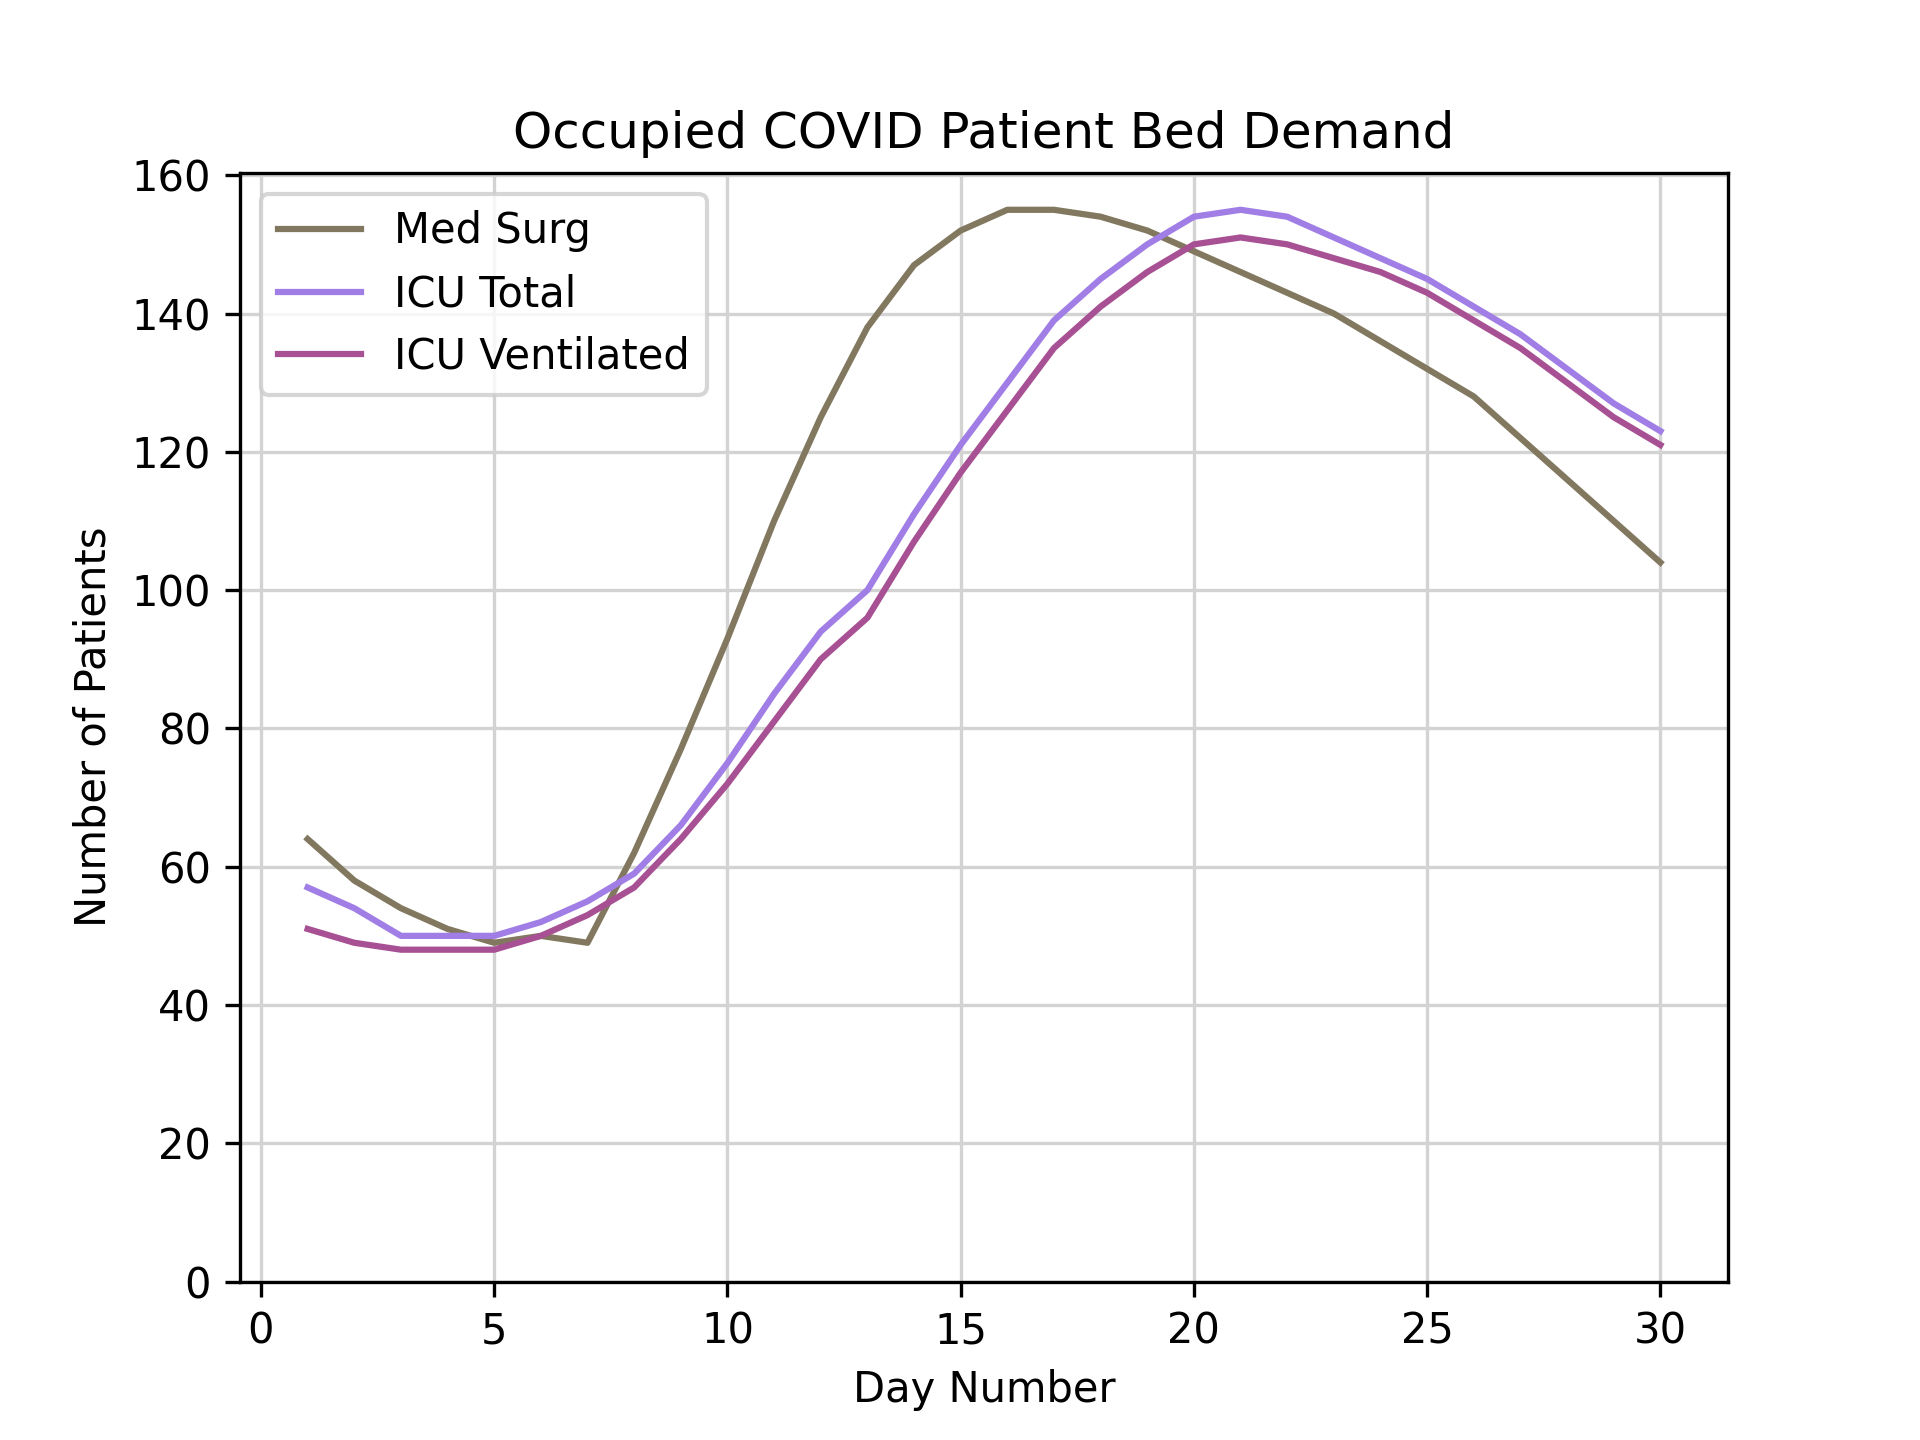 Occupied COVID Patient Bed Demand
160
140
120
100
80
60
40
20
0
Number of Patients
Med Surg
ICU Total
ICU Ventilated
0 5 10 15 20 25 30
Day Number